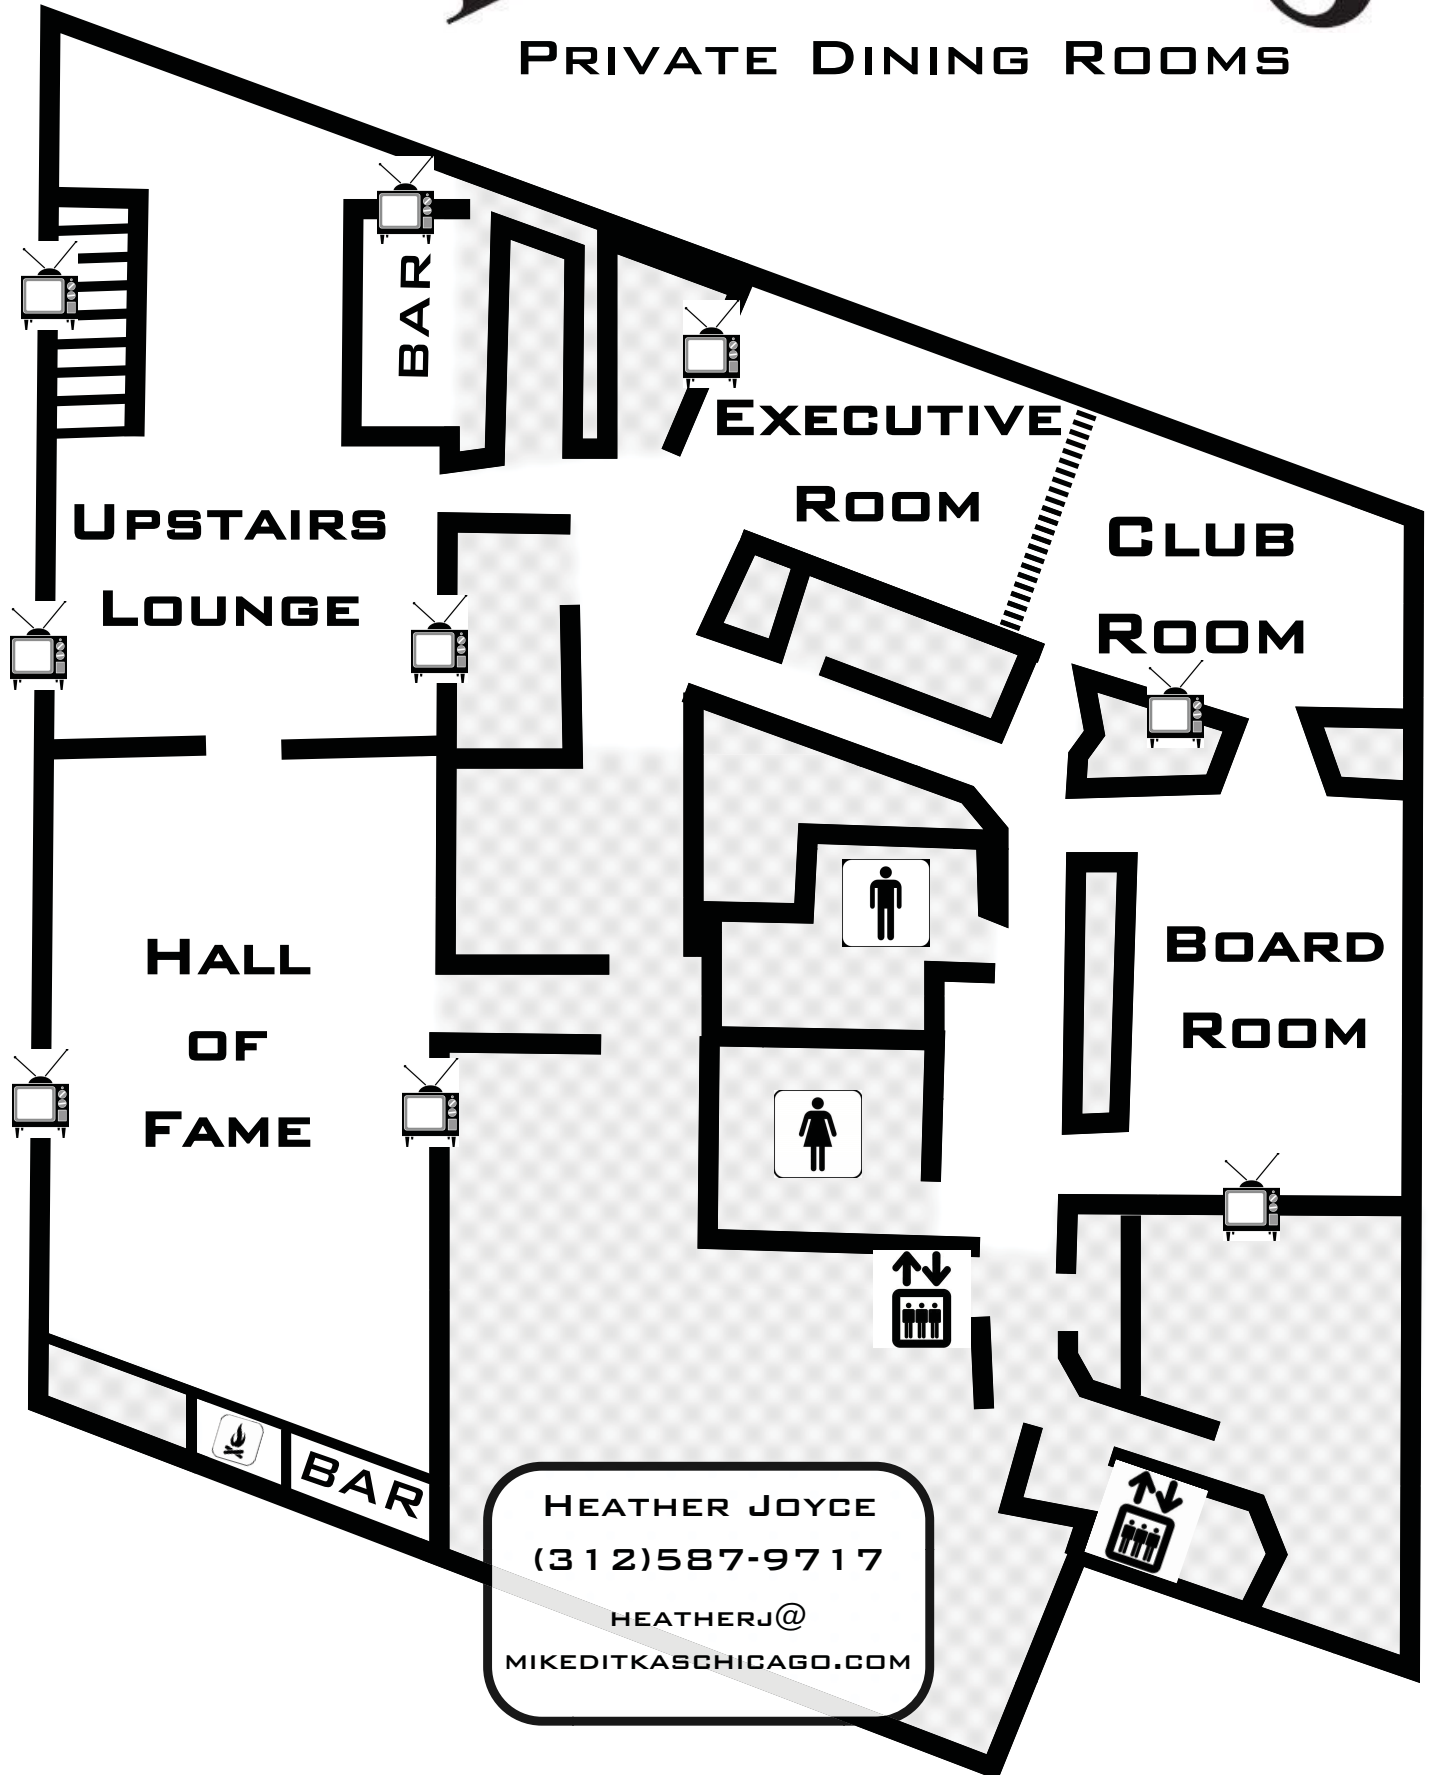 Private Dining Rooms
BAR
Executive
Room
Upstairs
Lounge
Club
Room
Hall
of
Fame
Board
Room
BAR
Heather Joyce
(312)587-9717
heatherj@
mikeditkaschicago.com